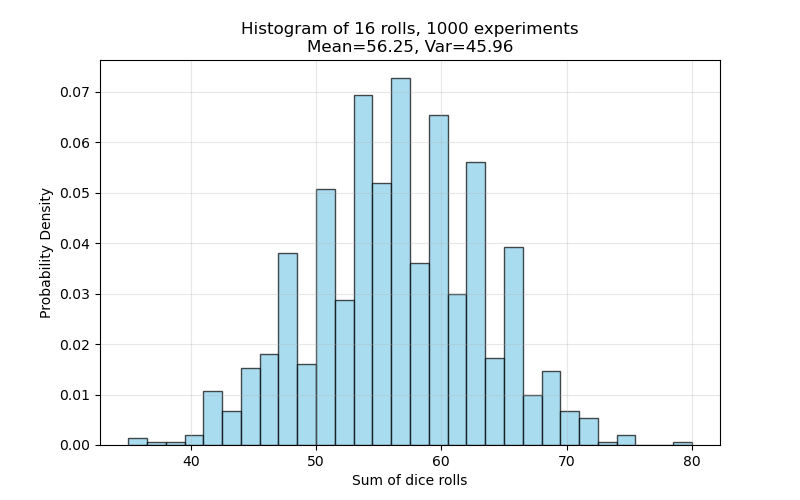 Histogram of 16 rolls, 1000 experiments
Mean=56.25, Var=45.96
Probability Density
0.07
0.06
0.05
0.04
0.03
0.02
0.01
0.00
40 50 60 70 80
Sum of dice rolls